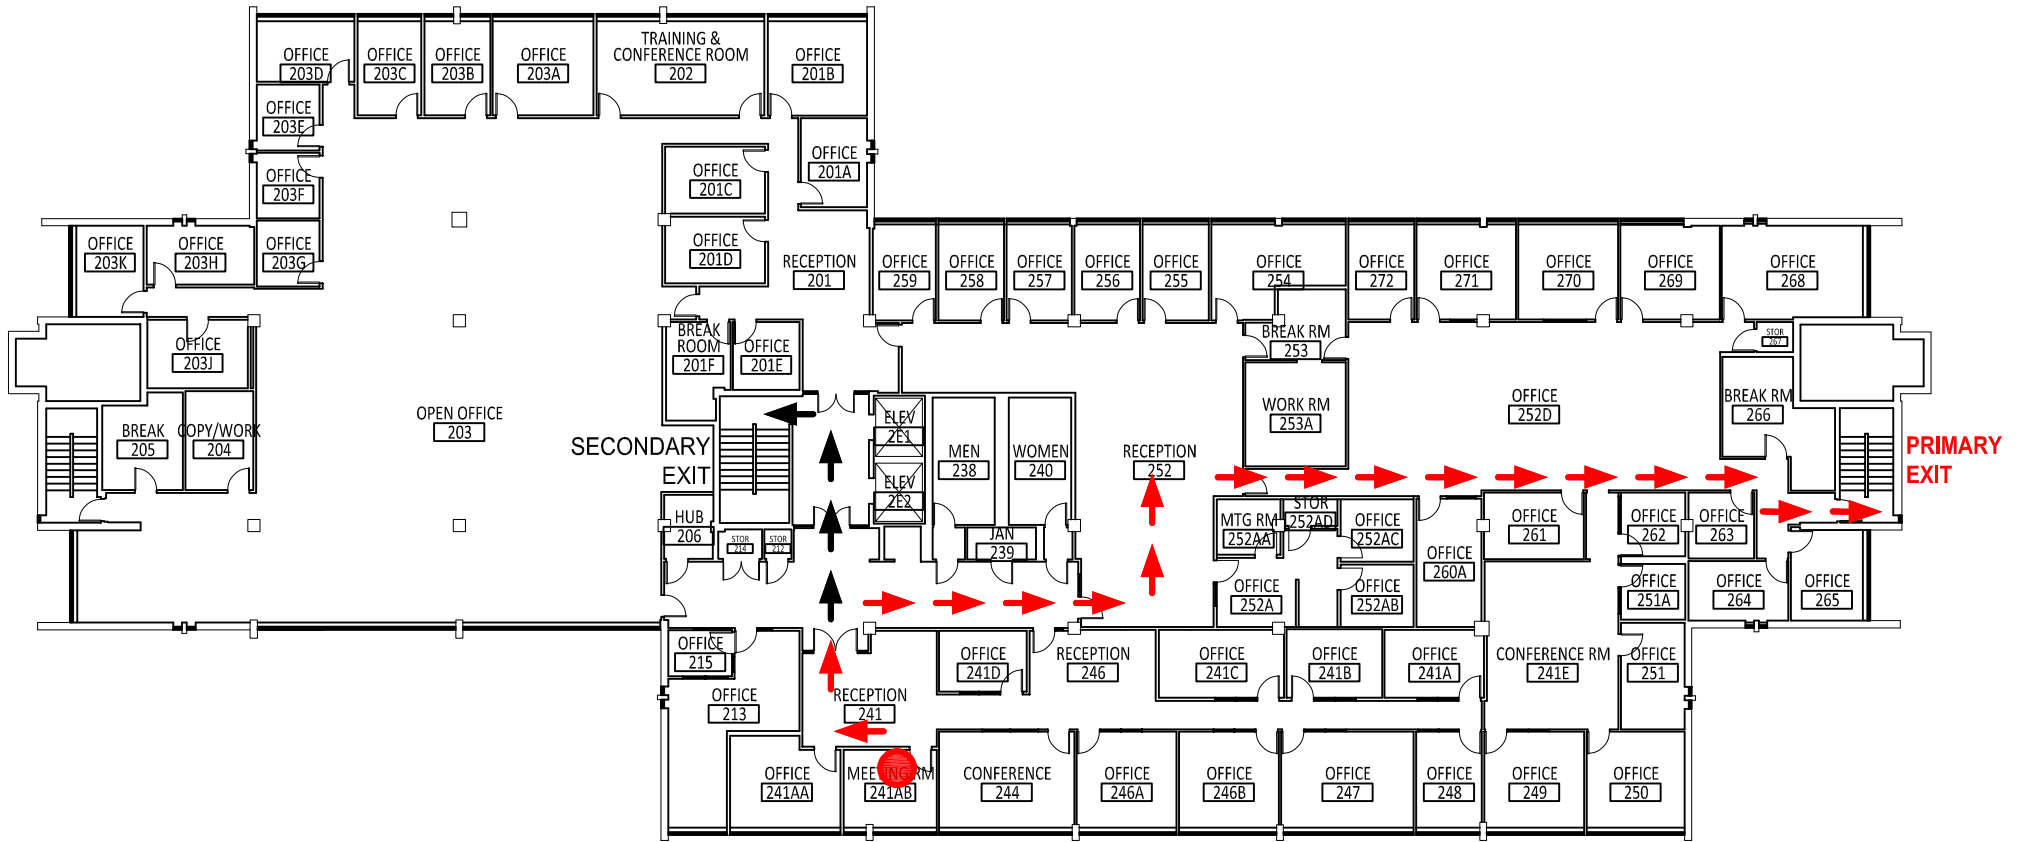 OFFICE
203D
OFFICE
203C
OFFICE
203B
OFFICE
203A
TRAINING &
CONFERENCE ROOM
202
OFFICE
201B
OFFICE
203E
OFFICE
203F
OFFICE
203G
OFFICE
203K
OFFICE
203H
OFFICE
203J
OFFICE
201A
OFFICE
201C
OFFICE
201D
RECEPTION
201
BREAK
ROOM
201F
OFFICE
201E
OFFICE
259
OFFICE
258
OFFICE
257
OFFICE
256
OFFICE
255
OFFICE
254
OFFICE
272
OFFICE
271
OFFICE
270
OFFICE
269
OFFICE
268
BREAK RM
253
STOR
267
WORK RM
253A
OFFICE
252D
BREAK RM
266
BREAK
205
COPY/WORK
204
OPEN OFFICE
203
SECONDARY
EXIT
ELEV
2E1
ELEV
2E2
MEN
238
WOMEN
240
RECEPTION
252
PRIMARY
EXIT
HUB
206
STOR
214
STOR
212
JAN
239
MTG RM
252AA
STOR
252AD
OFFICE
252AC
OFFICE
260A
OFFICE
261
OFFICE
262
OFFICE
263
OFFICE
252A
OFFICE
252AB
OFFICE
251A
OFFICE
264
OFFICE
265
OFFICE
215
OFFICE
213
RECEPTION
241
OFFICE
241D
RECEPTION
246
OFFICE
241C
OFFICE
241B
OFFICE
241A
CONFERENCE RM
241E
OFFICE
251
OFFICE
241AA
MEETING RM
241AB
CONFERENCE
244
OFFICE
246A
OFFICE
246B
OFFICE
247
OFFICE
248
OFFICE
249
OFFICE
250